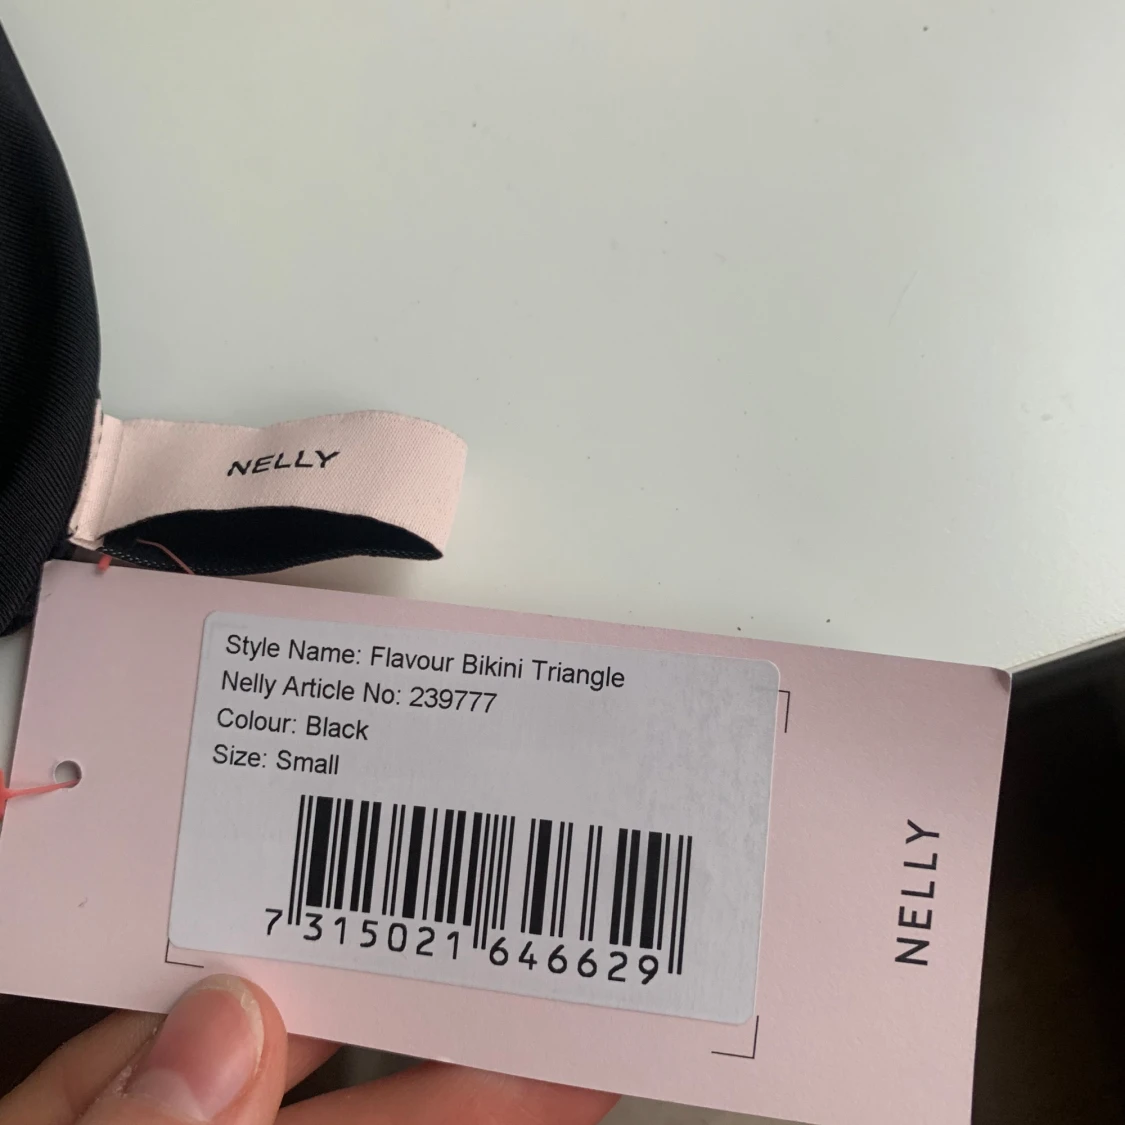 NELLY
Style Name: Flavour Bikini Triangle
Nelly Article No: 239777
Colour: Black
Size: Small
7 315021 646629
NELLY